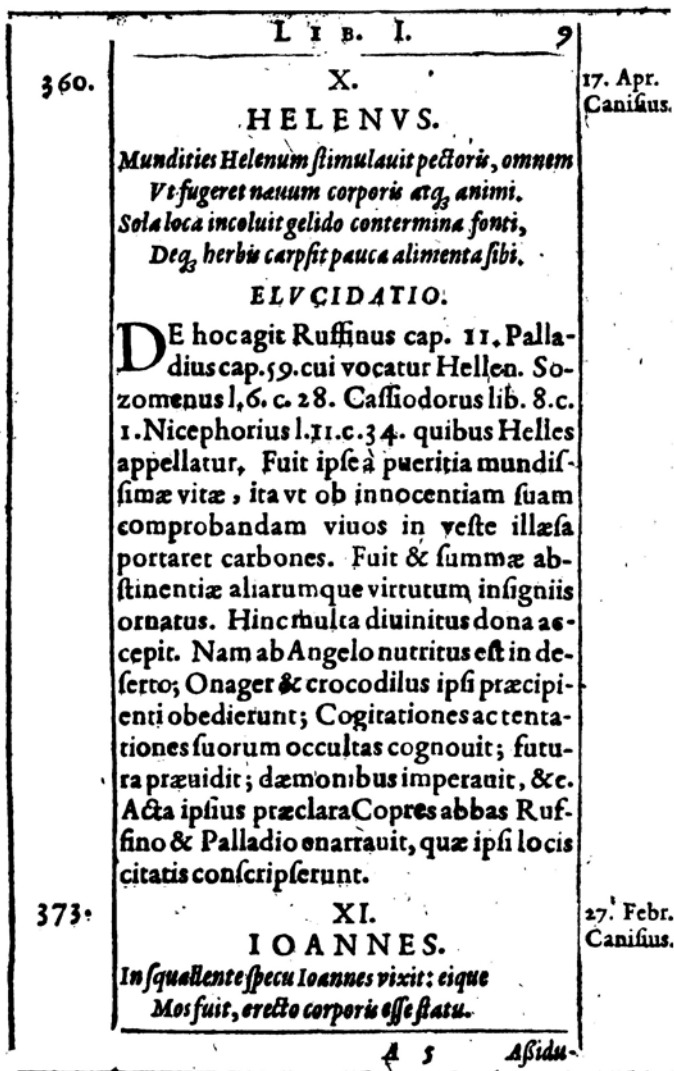 LIB. I. 9
360.
X.
17. Apr.
Caniſius.
HELENVS.
Mundities Helenum ſtimulauit pectoris, omnem
Vt fugeret nauum corporis atq; animi.
Sola loca incoluit gelido contermina fonti,
Deq; herbis carpſit pauca alimenta ſibi.
ELVCIDATIO.
DE hoc agit Ruffinus cap. 11. Palla-
dius cap. 59. cui vocatur Hellen. So-
zomenus l. 6. c. 28. Caſſiodorus lib. 8. c.
1. Nicephorius l. 11. c. 34. quibus Helles
appellatur. Fuit ipſe à pueritia mundiſ-
ſimæ vitæ, ita vt ob innocentiam ſuam
comprobandam viuos in veſte illæſa
portaret carbones. Fuit & ſummæ ab-
ſtinentiæ aliarumque virtutum inſigniis
ornatus. Hinc multa diuinitus dona ac-
cepit. Nam ab Angelo nutritus eſt in de-
ſerto; Onager & crocodilus ipſi præcipi-
enti obedierunt; Cogitationes ac tenta-
tiones ſuorum occultas cognouit; futu-
ra præuidit; dæmonibus imperauit, &c.
Acta ipſius præclara Copres abbas Ruf-
fino & Palladio enarrauit, quæ ipſi locis
citatis conſcripſerunt.
373.
XI.
27. Febr.
Caniſius.
IOANNES.
In ſquallente ſpecu Ioannes vixit: eique
Mos fuit, erecto corporis eſſe ſtatu.
A 5 Aßidu-